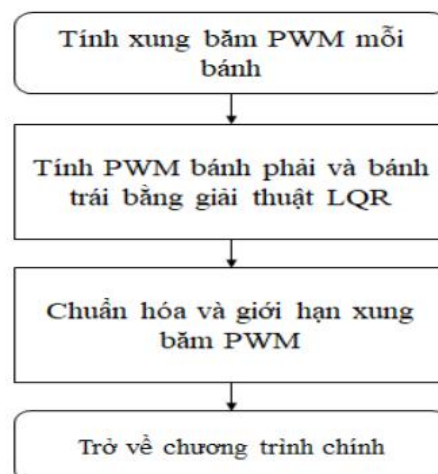 Tính xung băm PWM mỗi
bánh
Tính PWM bánh phải và bánh
trái bằng giải thuật LQR
Chuẩn hóa và giới hạn xung
băm PWM
Trở về chương trình chính